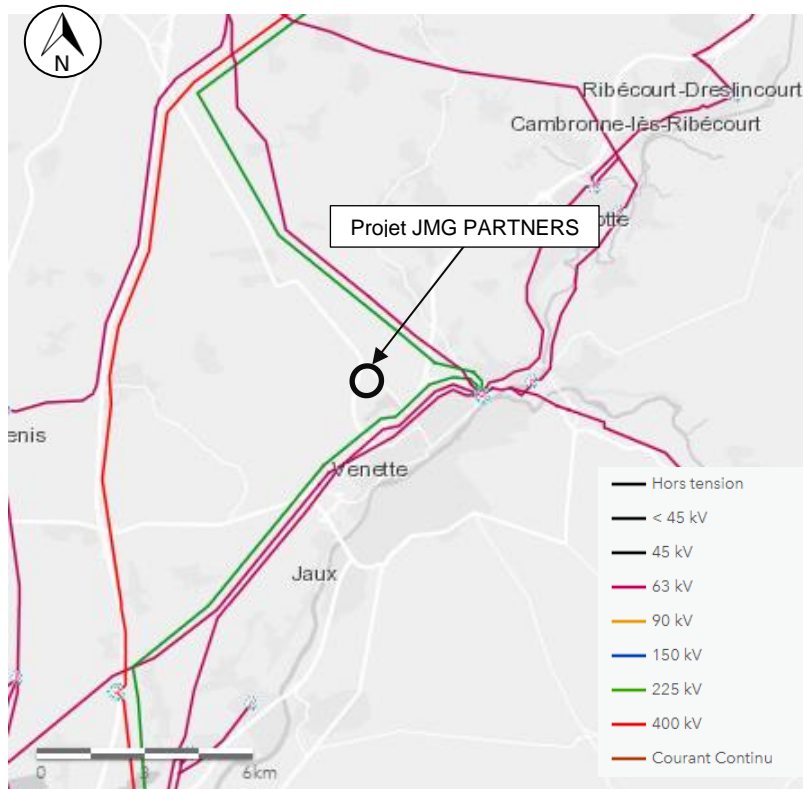 N
Ribécourt-Dreslincourt
Cambronne-lès-Ribécourt
Projet JMG PARTNERS
otte
enis
Venette
Jaux
Hors tension
< 45 kV
45 kV
63 kV
90 kV
150 kV
225 kV
400 kV
Courant Continu
0 3 6km